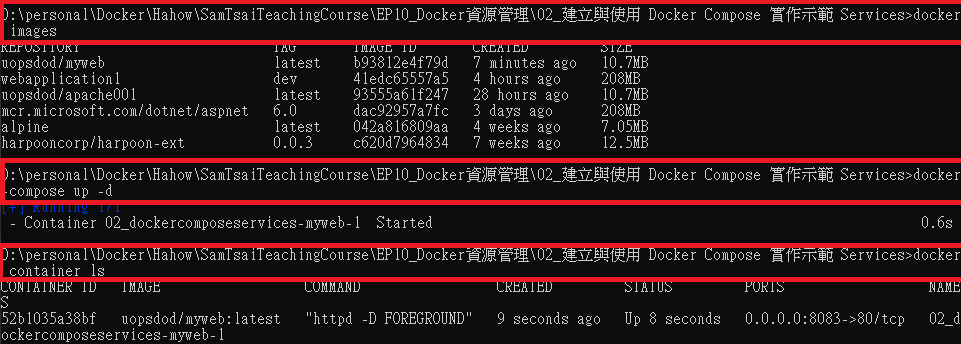 D:\personal\Docker\Hahow\SamTsaiTeachingCourse\EP10_Docker資源管理\02_建立與使用 Docker Compose 實作示範 Services>docker
 images
REPOSITORY                        TAG       IMAGE ID       CREATED         SIZE
uopsdod/myweb                     latest    b93812e4f79d   7 minutes ago   10.7MB
webapplication1                   dev       41edc65557a5   4 hours ago     208MB
uopsdod/apache001                 latest    93555a61f247   28 hours ago    10.7MB
mcr.microsoft.com/dotnet/aspnet   6.0       dac92957a7fc   3 days ago      208MB
alpine                            latest    042a816809aa   4 weeks ago     7.05MB
harpooncorp/harpoon-ext           0.0.3     c620d7964834   7 weeks ago     12.5MB
D:\personal\Docker\Hahow\SamTsaiTeachingCourse\EP10_Docker資源管理\02_建立與使用 Docker Compose 實作示範 Services>docker
-compose up -d
[+] Running 1/1
 - Container 02_dockercomposeservices-myweb-1  Started                                                            0.6s
D:\personal\Docker\Hahow\SamTsaiTeachingCourse\EP10_Docker資源管理\02_建立與使用 Docker Compose 實作示範 Services>docker
 container ls
CONTAINER ID   IMAGE                  COMMAND                CREATED         STATUS         PORTS                  NAME
S
52b1035a38bf   uopsdod/myweb:latest   "httpd -D FOREGROUND"   9 seconds ago   Up 8 seconds   0.0.0.0:8083->80/tcp   02_d
ockercomposeservices-myweb-1